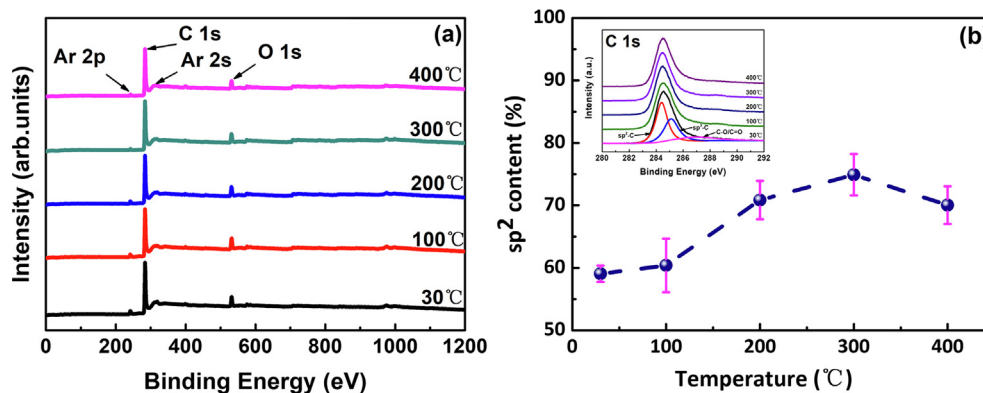 (a)
C 1s
Ar 2p
Ar 2s
O 1s
400℃
300℃
200℃
100℃
30℃
Intensity (arb.units)
0 200 400 600 800 1000 1200
Binding Energy (eV)
(b)
100
90
80
70
60
50
sp² content (%)
0 100 200 300 400
Temperature (℃)
C 1s
Intensity (a.u.)
400℃
300℃
200℃
100℃
30℃
sp²-C
sp³-C
C-O/C=O
280 282 284 286 288 290 292
Binding Energy (eV)